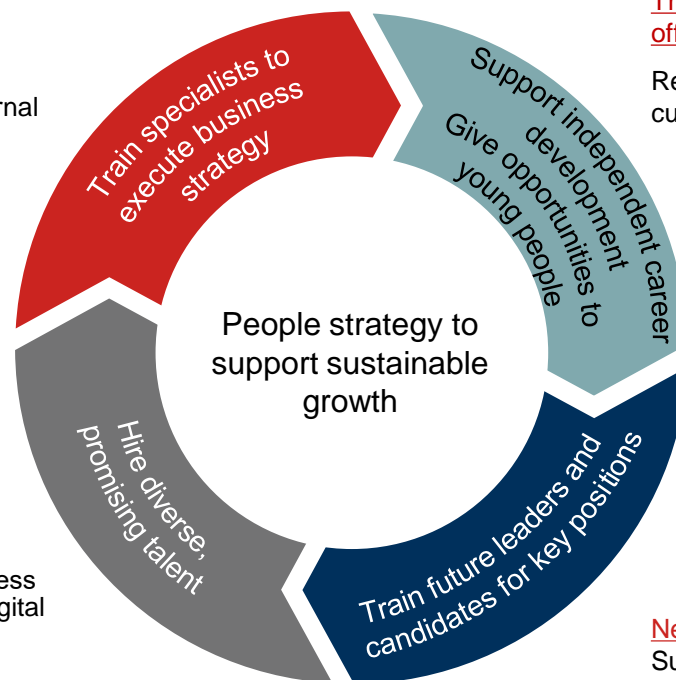 off
Re
cu
rnal
Train specialists to
execute business
strategy
Support independent career
development
Give opportunities to
young people
People strategy to
support sustainable
growth
Hire diverse,
promising talent
Train future leaders and
candidates for key positions
ess
gital
Ne
Su